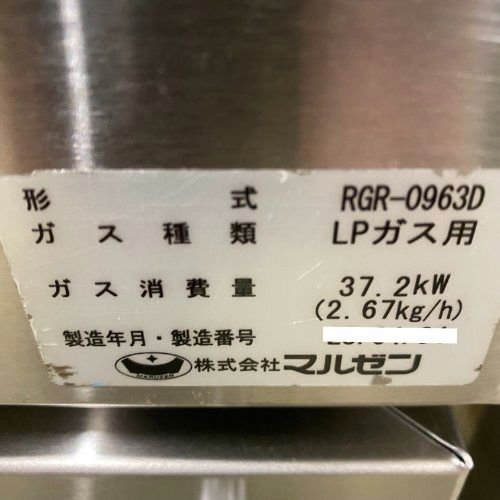 形式 RGR-0963D
ガス種類 LPガス用
ガス消費量 37.2kW
(2.67kg/h)
製造年月・製造番号
MARUZEN 株式会社マルゼン